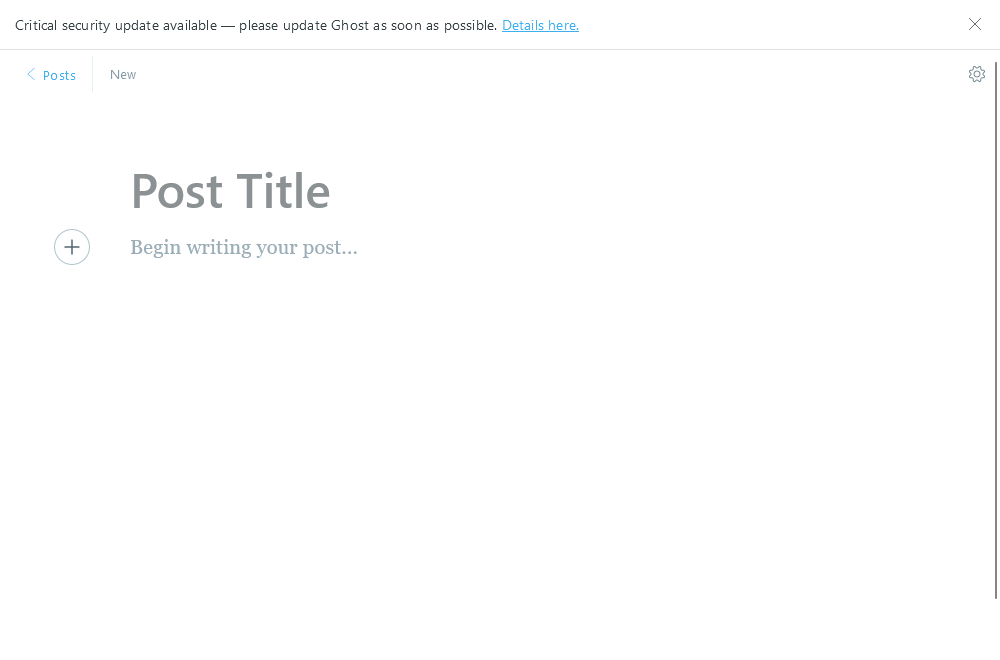 Critical security update available — please update Ghost as soon as possible. Details here.
Posts
New
Post Title
Begin writing your post...